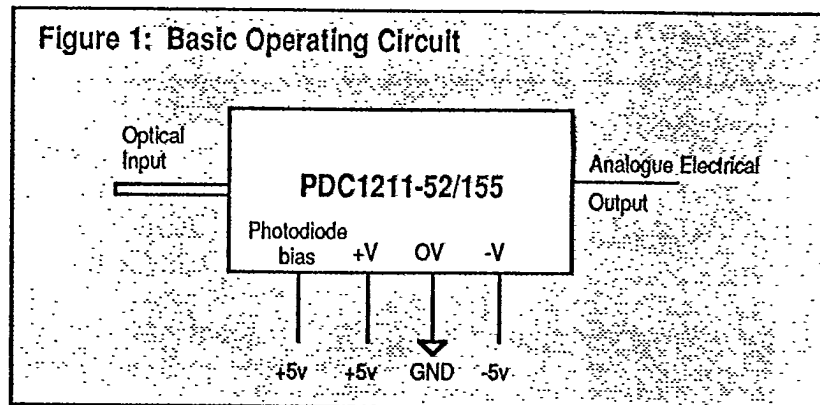 Figure 1: Basic Operating Circuit
Optical
Input
PDC1211-52/155
Analogue Electrical
Output
Photodiode
bias +V OV -V
+5v +5v GND -5v